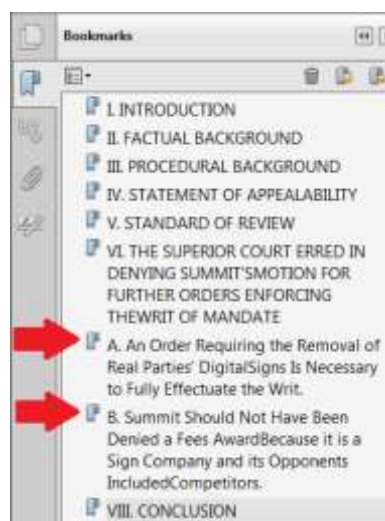 Bookmarks
I. INTRODUCTION
II. FACTUAL BACKGROUND
III. PROCEDURAL BACKGROUND
IV. STATEMENT OF APPEALABILITY
V. STANDARD OF REVIEW
VI. THE SUPERIOR COURT ERRED IN
DENYING SUMMIT'SMOTION FOR
FURTHER ORDERS ENFORCING
THEWRIT OF MANDATE
A. An Order Requiring the Removal of
Real Parties' DigitalSigns Is Necessary
to Fully Effectuate the Writ.
B. Summit Should Not Have Been
Denied a Fees AwardBecause it is a
Sign Company and its Opponents
IncludedCompetitors.
VIII. CONCLUSION